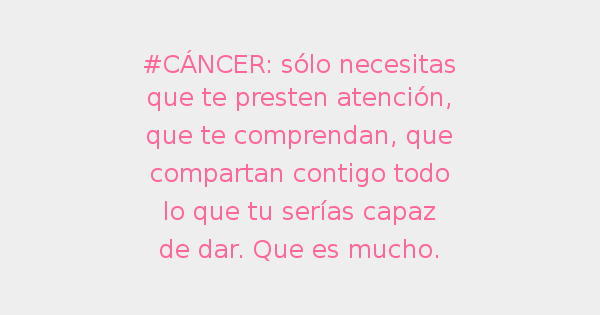 #CÁNCER: sólo necesitas
que te presten atención,
que te comprendan, que
compartan contigo todo
lo que tu serías capaz
de dar. Que es mucho.